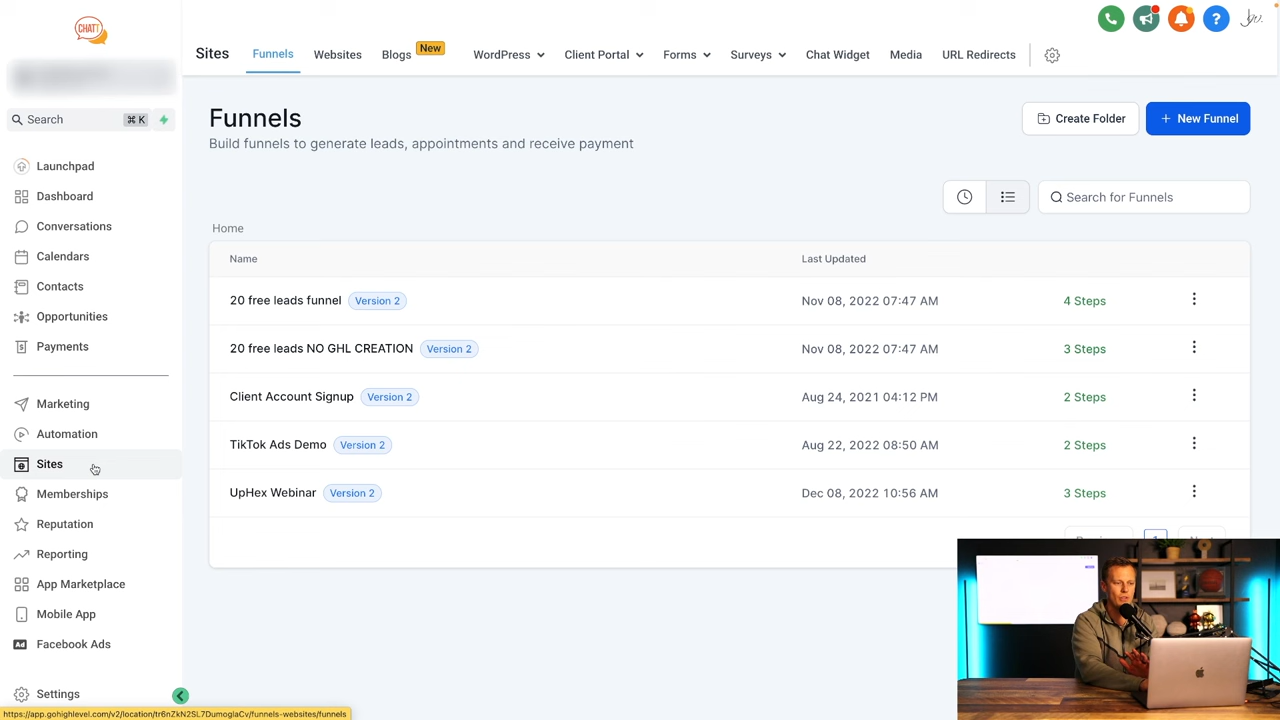 CHATT
Search
⌘ K
Launchpad
Dashboard
Conversations
Calendars
Contacts
Opportunities
Payments
Marketing
Automation
Sites
Memberships
Reputation
Reporting
App Marketplace
Mobile App
Ad Facebook Ads
Settings
https://app.gohighlevel.com/v2/location/tr6nZkN2SL7DumoglaCv/funnels-websites/funnels
Sites Funnels Websites Blogs New WordPress Client Portal Forms Surveys Chat Widget Media URL Redirects
Funnels
Build funnels to generate leads, appointments and receive payment
Create Folder
+ New Funnel
Search for Funnels
Home
Name Last Updated
20 free leads funnel Version 2 Nov 08, 2022 07:47 AM 4 Steps
20 free leads NO GHL CREATION Version 2 Nov 08, 2022 07:47 AM 3 Steps
Client Account Signup Version 2 Aug 24, 2021 04:12 PM 2 Steps
TikTok Ads Demo Version 2 Aug 22, 2022 08:50 AM 2 Steps
UpHex Webinar Version 2 Dec 08, 2022 10:56 AM 3 Steps